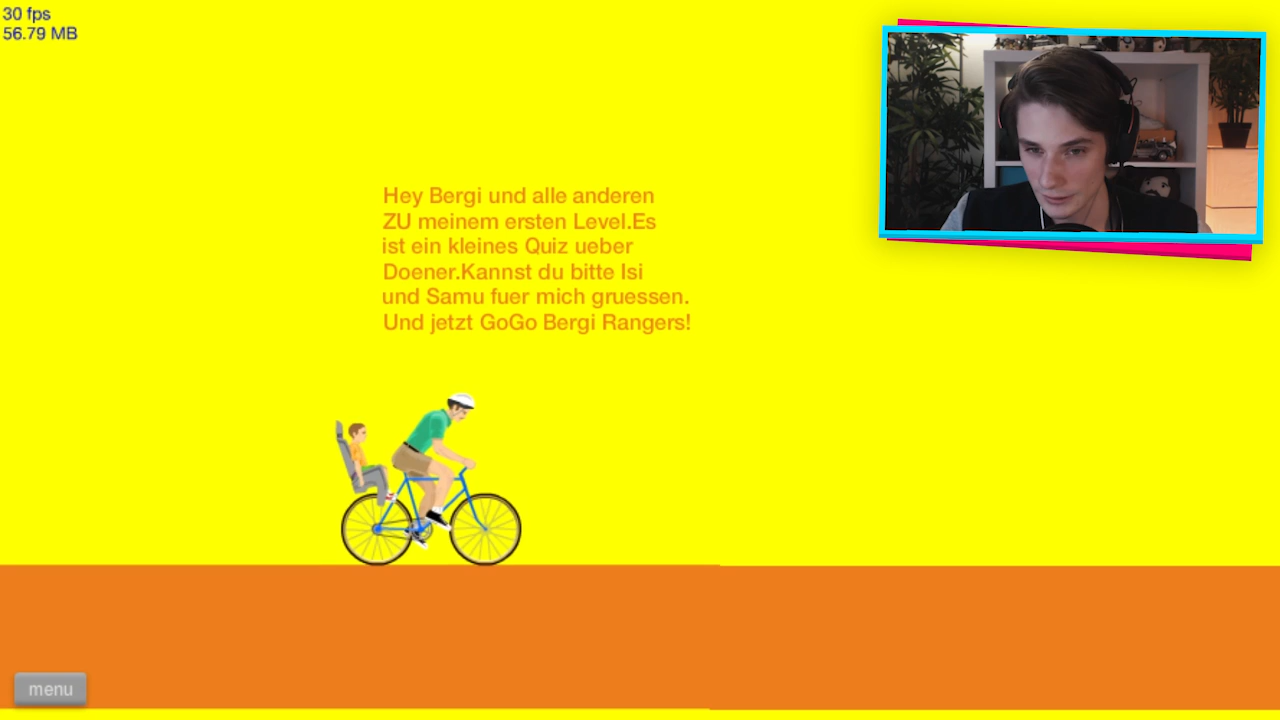 30 fps
56.79 MB
Hey Bergi und alle anderen
ZU meinem ersten Level.Es
ist ein kleines Quiz ueber
Doener.Kannst du bitte Isi
und Samu fuer mich gruessen.
Und jetzt GoGo Bergi Rangers!
menu